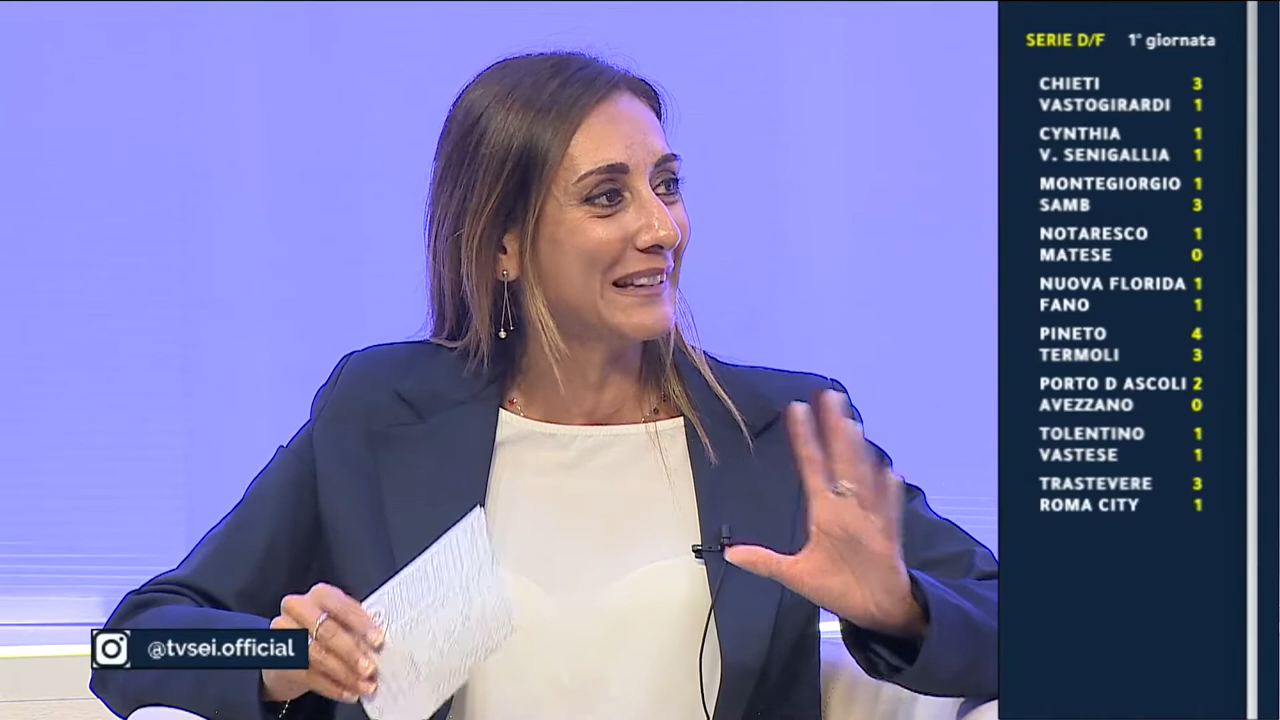 SERIE D/F 1ª giornata
CHIETI 3
VASTOGIRARDI 1
CYNTHIA 1
V. SENIGALLIA 1
MONTEGIORGIO 1
SAMB 3
NOTARESCO 1
MATESE 0
NUOVA FLORIDA 1
FANO 1
PINETO 4
TERMOLI 3
PORTO D ASCOLI 2
AVEZZANO 0
TOLENTINO 1
VASTESE 1
TRASTEVERE 3
ROMA CITY 1
@tvsei.official